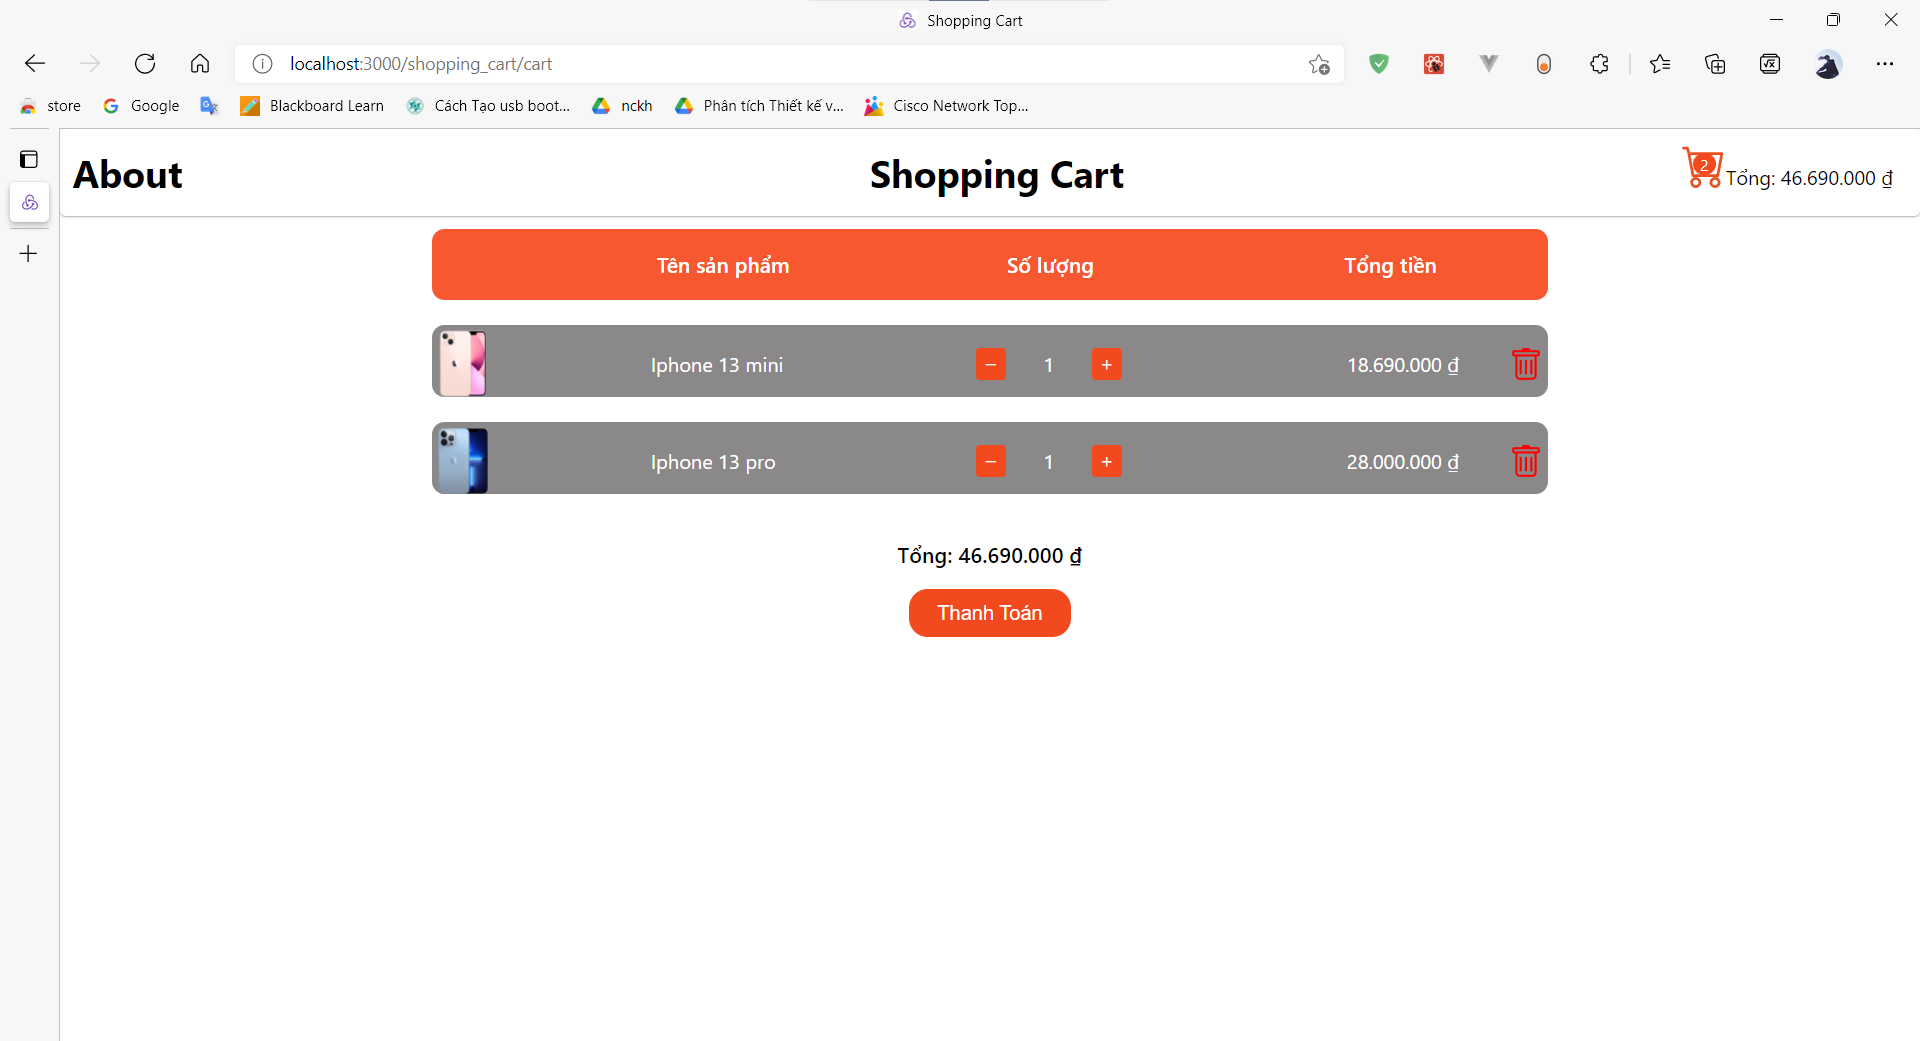 Shopping Cart
localhost:3000/shopping_cart/cart
store Google Blackboard Learn Cách Tạo usb boot... nckh Phân tích Thiết kế v... Cisco Network Top...
About Shopping Cart 2 Tổng: 46.690.000 ₫
Tên sản phẩm Số lượng Tổng tiền
Iphone 13 mini − 1 + 18.690.000 ₫
Iphone 13 pro − 1 + 28.000.000 ₫
Tổng: 46.690.000 ₫
Thanh Toán